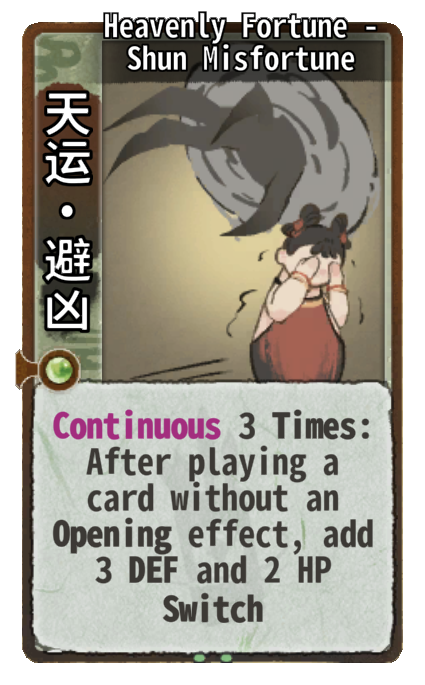 Heavenly Fortune -
Shun Misfortune
天运·避凶
Continuous 3 Times:
After playing a
card without an
Opening effect, add
3 DEF and 2 HP
Switch